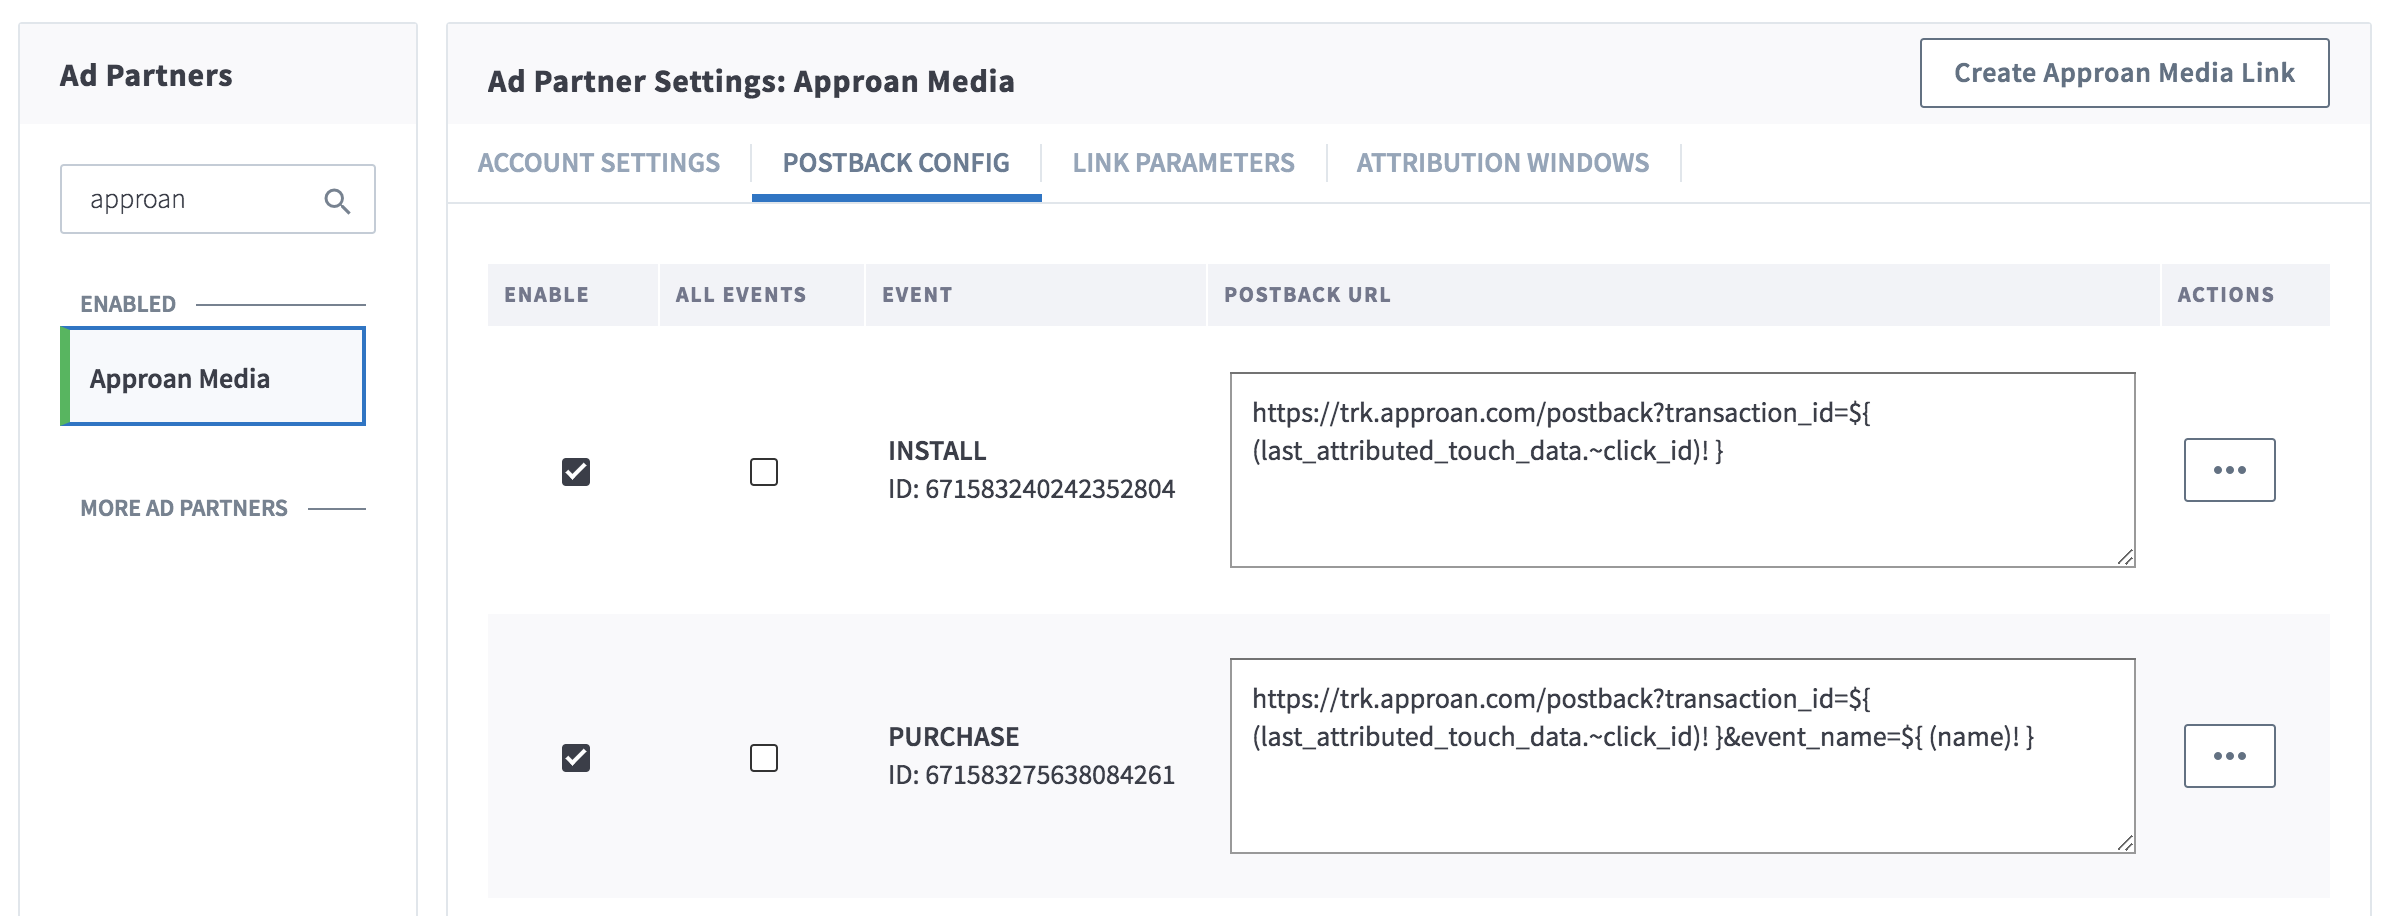 Ad Partners
approan
ENABLED
Approan Media
MORE AD PARTNERS
Ad Partner Settings: Approan Media
Create Approan Media Link
ACCOUNT SETTINGS
POSTBACK CONFIG
LINK PARAMETERS
ATTRIBUTION WINDOWS
ENABLE
ALL EVENTS
EVENT
POSTBACK URL
ACTIONS
INSTALL
ID: 671583240242352804
https://trk.approan.com/postback?transaction_id=${
(last_attributed_touch_data.~click_id)! }
PURCHASE
ID: 671583275638084261
https://trk.approan.com/postback?transaction_id=${
(last_attributed_touch_data.~click_id)! }&event_name=${ (name)! }